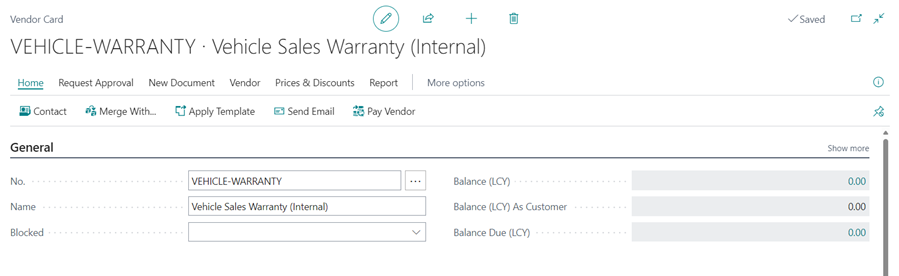 Vendor Card
Saved
VEHICLE-WARRANTY · Vehicle Sales Warranty (Internal)
Home Request Approval New Document Vendor Prices & Discounts Report More options
Contact Merge With... Apply Template Send Email Pay Vendor
General Show more
No. VEHICLE-WARRANTY ... Balance (LCY) 0.00
Name Vehicle Sales Warranty (Internal) Balance (LCY) As Customer 0.00
Blocked Balance Due (LCY) 0.00